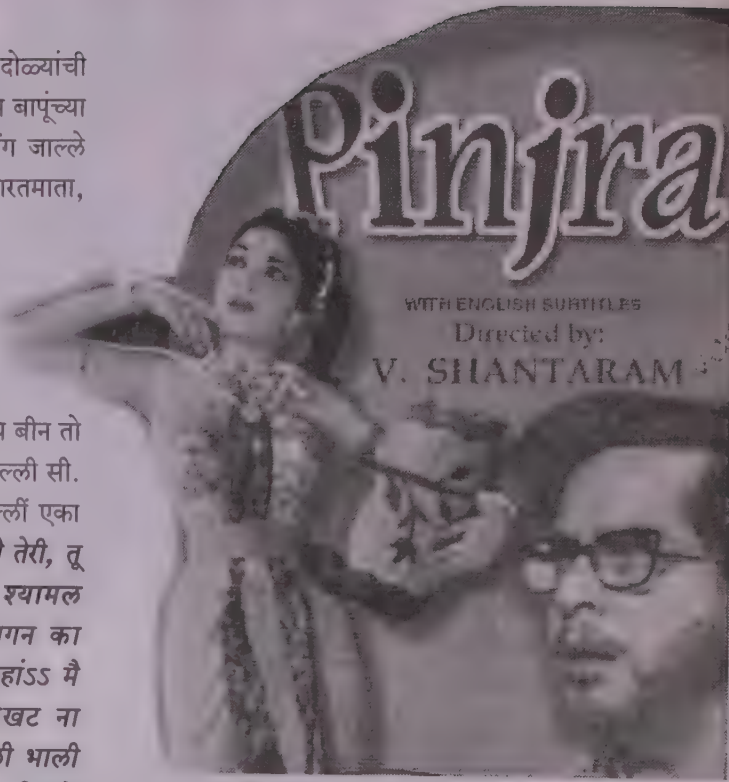 दोळ्यांची
बापूंच्या
ग जाल्ले
ारतमाता,
Pinjra
WITH ENGLISH SUBTITLES
Directed by:
V. SHANTARAM
बीन तो
ल्ली सी.
ल्लीं एका
तेरी, तू
श्यामल
गन का
हांऽऽ मै
खट ना
भाली